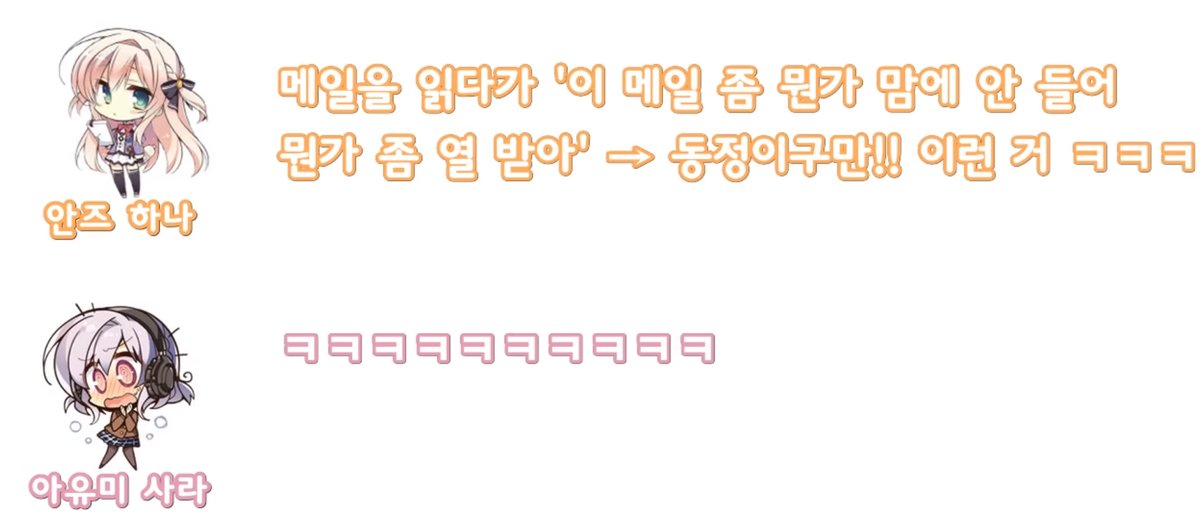 메일을 읽다가 '이 메일 좀 뭔가 맘에 안 들어
뭔가 좀 열 받아' → 동정이구만!! 이런 거 ㅋㅋㅋ
안즈 하나
ㅋㅋㅋㅋㅋㅋㅋㅋㅋㅋ
아유미 사라